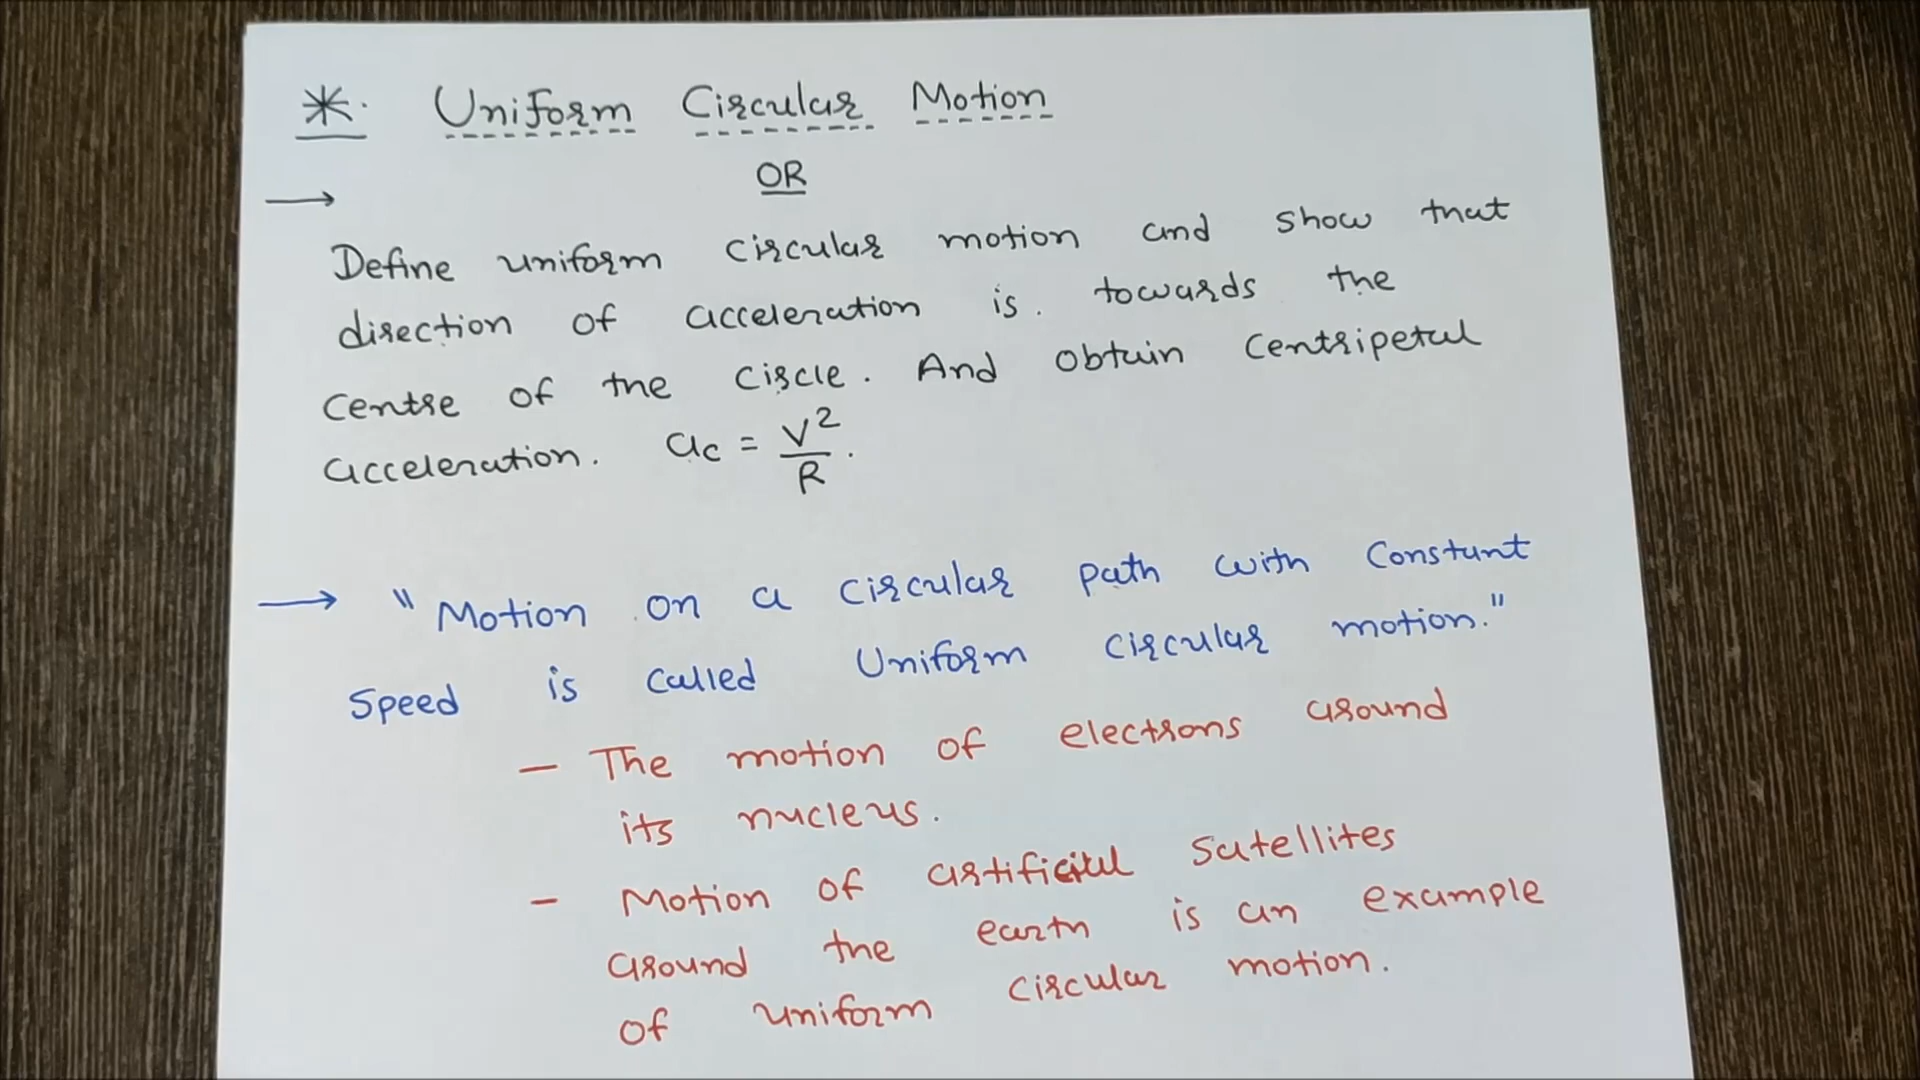 *. Uniform Circular Motion
OR
→
Define uniform circular motion and show that
direction of acceleration is. towards the
centre of the circle. And obtain centripetal
acceleration. ac = V²/R.
→ "Motion on a circular path with constant
speed is called Uniform circular motion."
— The motion of electrons around
its nucleus.
— Motion of artificial satellites
around the earth is an example
of uniform circular motion.